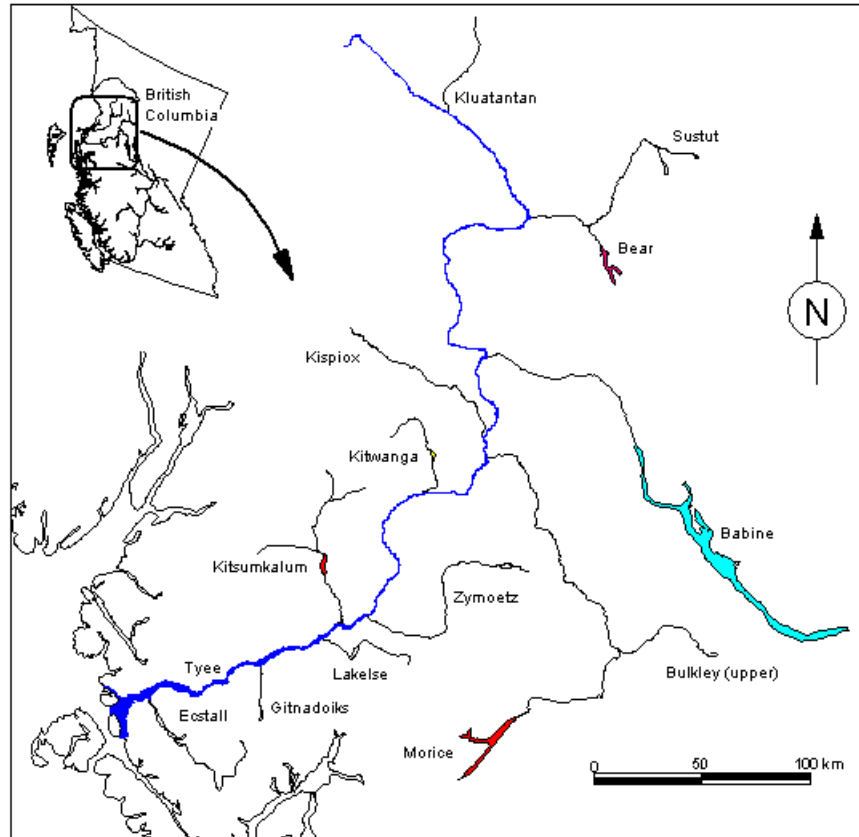 British
Columbia
Kluatantan
Sustut
Bear
N
Kispiox
Kitwanga
Babine
Kitsumkalum
Zymoetz
Tyee
Lakelse
Bulkley (upper)
Ecstall
Gitnadoiks
Morice
0 50 100 km